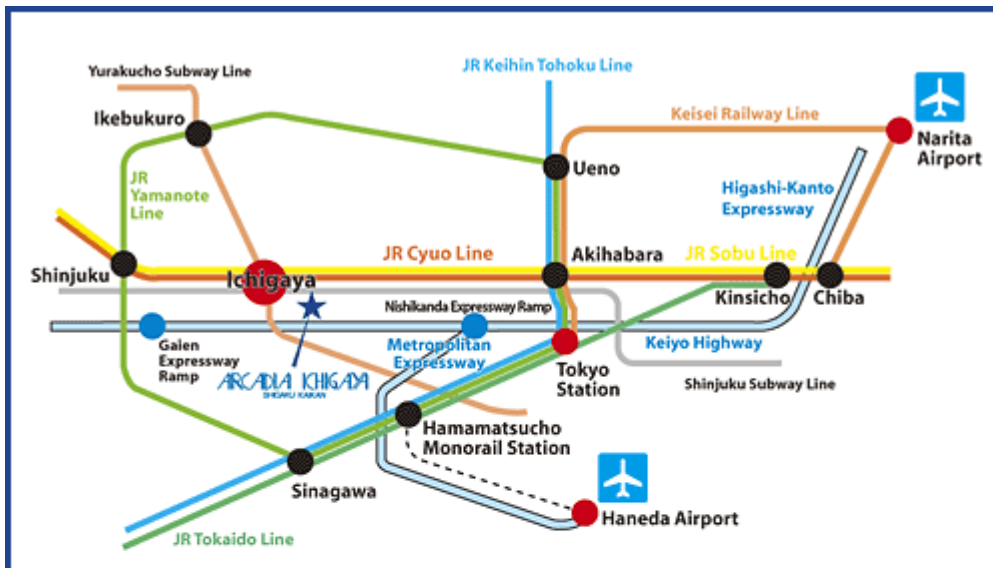 JR Keihin Tohoku Line
Yurakucho Subway Line
Ikebukuro
Keisei Railway Line
Narita
Airport
Ueno
JR
Yamanote
Line
Higashi-Kanto
Expressway
Shinjuku
JR Cyuo Line
Akihabara
JR Sobu Line
Ichigaya
Kinsicho
Chiba
Nishikanda Expressway Ramp
Gaien
Expressway
Ramp
Metropolitan
Expressway
Keiyo Highway
ARCADIA ICHIGAYA
SHIGAKU KAIKAN
Tokyo
Station
Shinjuku Subway Line
Hamamatsucho
Monorail Station
Sinagawa
Haneda Airport
JR Tokaido Line